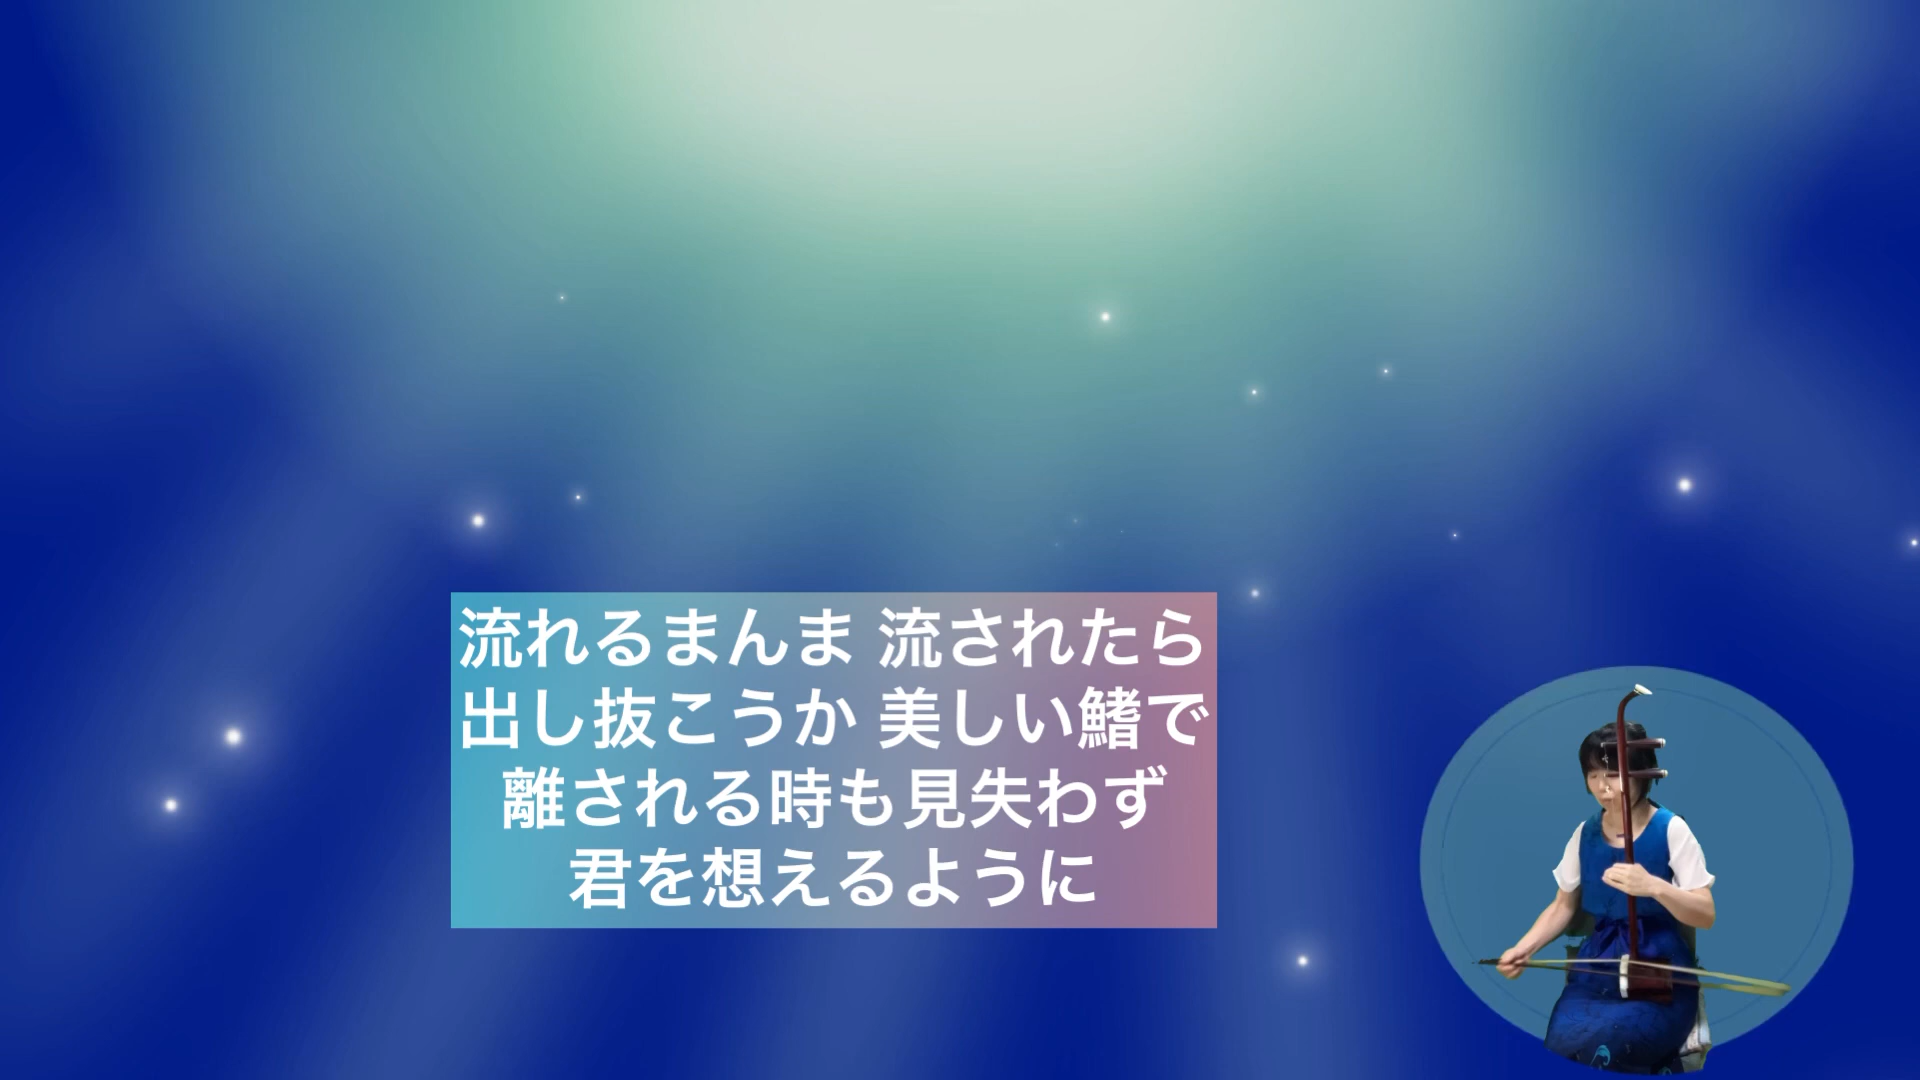 流れるまんま 流されたら
出し抜こうか 美しい鰭で
離される時も見失わず
君を想えるように